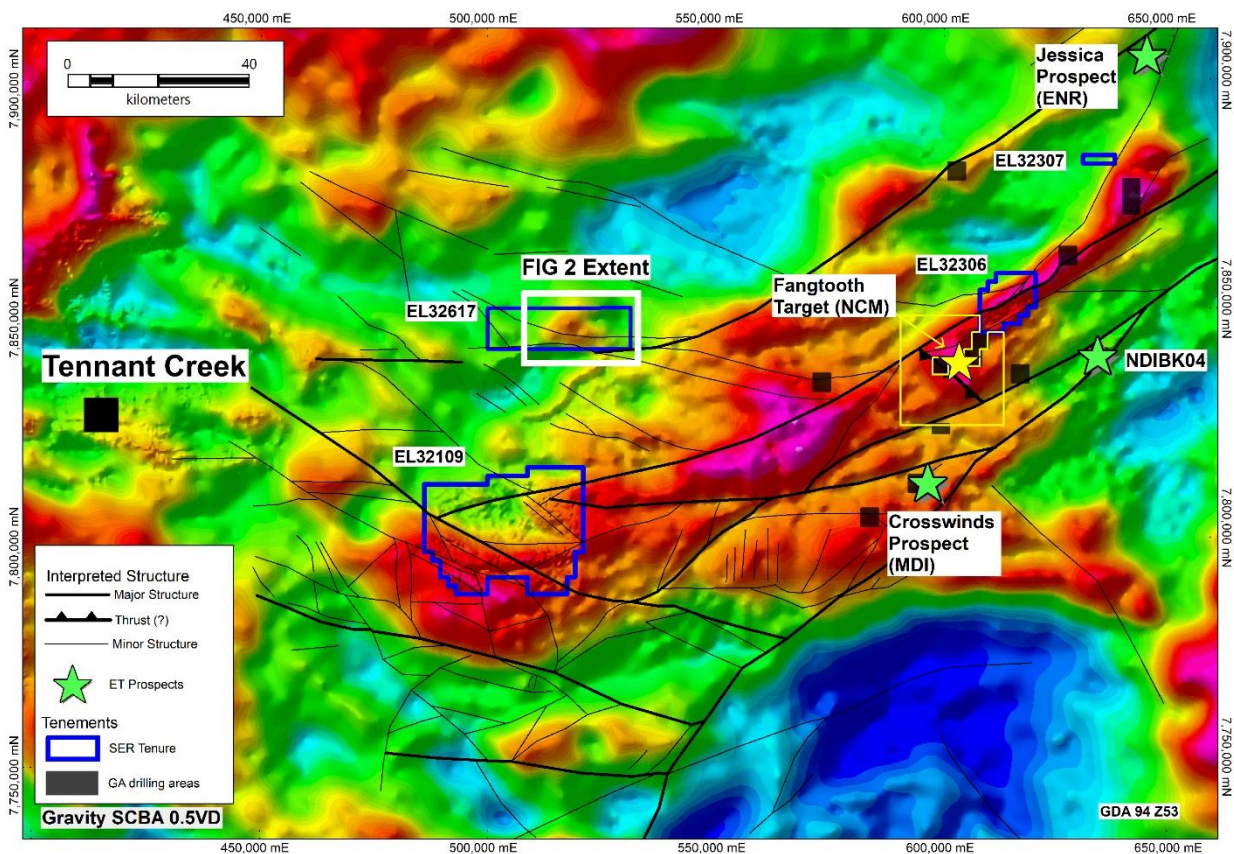 450,000 mE
500,000 mE
550,000 mE
600,000 mE
650,000 mE
0
40
kilometers
7,900,000 mN
7,900,000 mN
Jessica
Prospect
(ENR)
EL32307
FIG 2 Extent
EL32306
Fangtooth
Target (NCM)
EL32617
7,850,000 mN
7,850,000 mN
Tennant Creek
NDIBK04
EL32109
Crosswinds
Prospect
(MDI)
7,800,000 mN
7,800,000 mN
Interpreted Structure
Major Structure
Thrust (?)
Minor Structure
ET Prospects
Tenements
SER Tenure
GA drilling areas
7,750,000 mN
7,750,000 mN
Gravity SCBA 0.5VD
GDA 94 Z53
450,000 mE
500,000 mE
550,000 mE
600,000 mE
650,000 mE